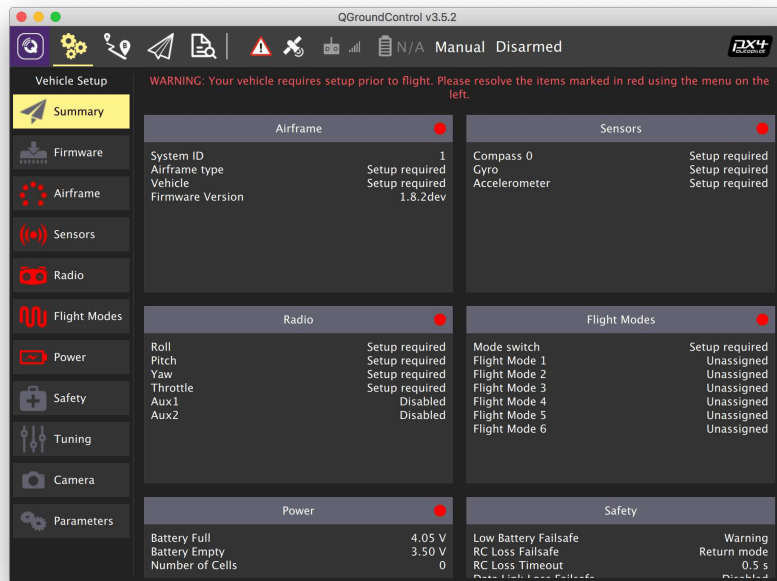 QGroundControl v3.5.2
N/A Manual Disarmed
px4
autopilot
Vehicle Setup
WARNING: Your vehicle requires setup prior to flight. Please resolve the items marked in red using the menu on the
left.
Summary
Firmware
Airframe
Sensors
Radio
Flight Modes
Power
Safety
Tuning
Camera
Parameters
Airframe
System ID 1
Airframe type Setup required
Vehicle Setup required
Firmware Version 1.8.2dev
Sensors
Compass 0 Setup required
Gyro Setup required
Accelerometer Setup required
Radio
Roll Setup required
Pitch Setup required
Yaw Setup required
Throttle Setup required
Aux1 Disabled
Aux2 Disabled
Flight Modes
Mode switch Setup required
Flight Mode 1 Unassigned
Flight Mode 2 Unassigned
Flight Mode 3 Unassigned
Flight Mode 4 Unassigned
Flight Mode 5 Unassigned
Flight Mode 6 Unassigned
Power
Battery Full 4.05 V
Battery Empty 3.50 V
Number of Cells 0
Safety
Low Battery Failsafe Warning
RC Loss Failsafe Return mode
RC Loss Timeout 0.5 s
Data Link Loss Failsafe Disabled